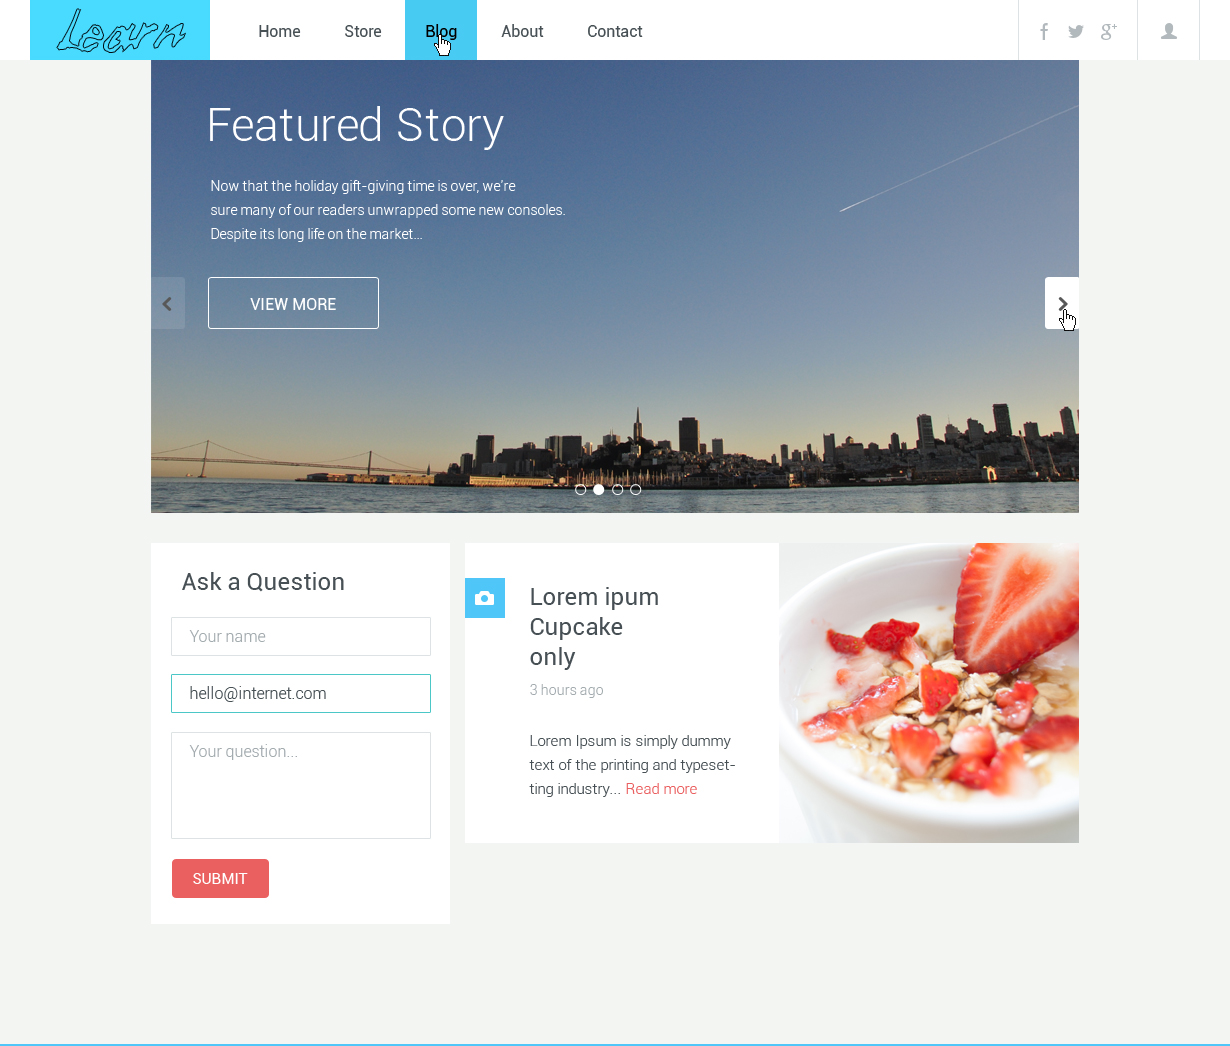 Learn
Home Store Blog About Contact
Featured Story
Now that the holiday gift-giving time is over, we're
sure many of our readers unwrapped some new consoles.
Despite its long life on the market...
VIEW MORE
Ask a Question
Your name
hello@internet.com
Your question...
SUBMIT
Lorem ipum
Cupcake
only
3 hours ago
Lorem Ipsum is simply dummy
text of the printing and typeset-
ting industry... Read more